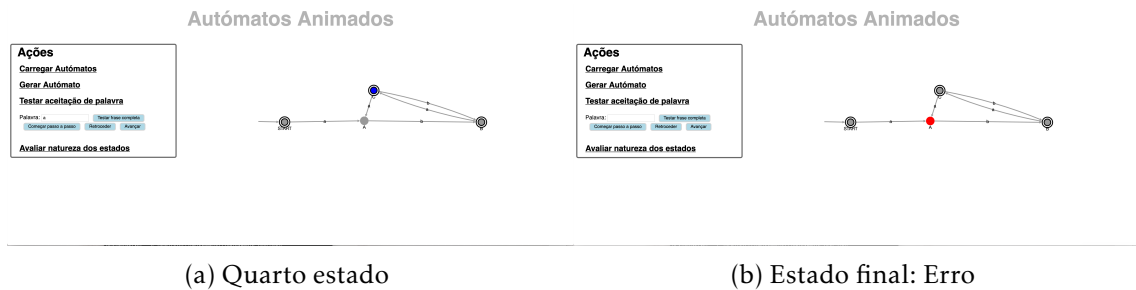 Autómatos Animados
Ações
Carregar Autómatos
Gerar Autómato
Testar aceitação de palavra
Palavra: a
Testar frase completa
Começar passo a passo Retroceder Avançar
Avaliar natureza dos estados
START
a
A
b
B
Autómatos Animados
Ações
Carregar Autómatos
Gerar Autómato
Testar aceitação de palavra
Palavra:
Testar frase completa
Começar passo a passo Retroceder Avançar
Avaliar natureza dos estados
START
a
A
b
B
(a) Quarto estado
(b) Estado final: Erro